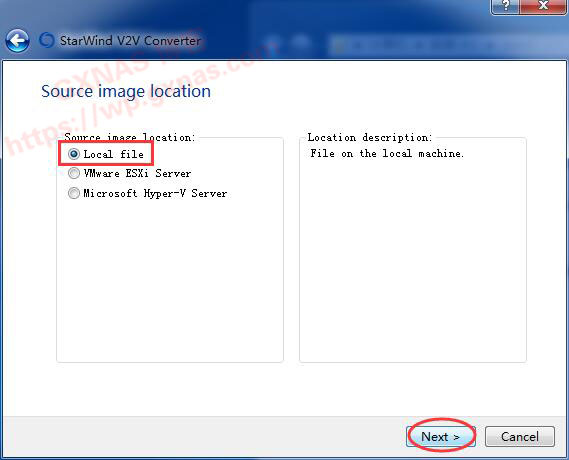 StarWind V2V Converter
GXNAS
https://wp.gxnas.com
Source image location
Source image location:
Local file
VMware ESXi Server
Microsoft Hyper-V Server
Location description:
File on the local machine.
Next >
Cancel